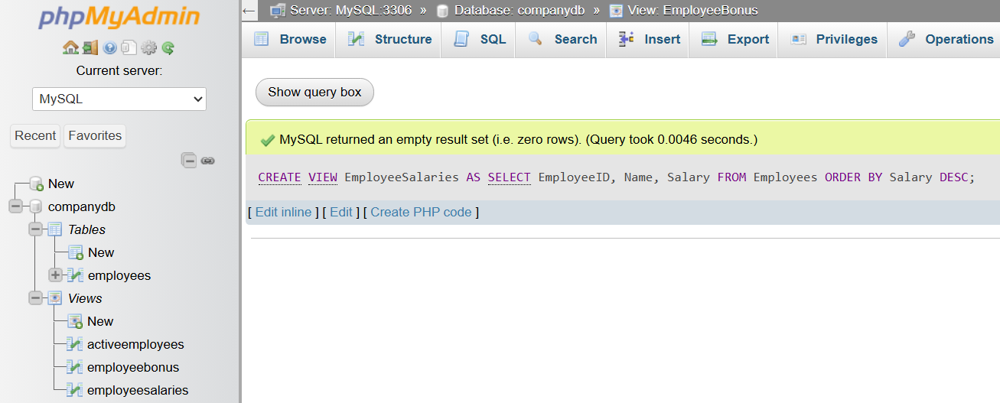 phpMyAdmin
Current server:
MySQL
Recent Favorites
New
companydb
Tables
New
employees
Views
New
activeemployees
employeebonus
employeesalaries
← Server: MySQL:3306 » Database: companydb » View: EmployeeBonus
Browse Structure SQL Search Insert Export Privileges Operations
Show query box
MySQL returned an empty result set (i.e. zero rows). (Query took 0.0046 seconds.)
CREATE VIEW EmployeeSalaries AS SELECT EmployeeID, Name, Salary FROM Employees ORDER BY Salary DESC;
[ Edit inline ] [ Edit ] [ Create PHP code ]